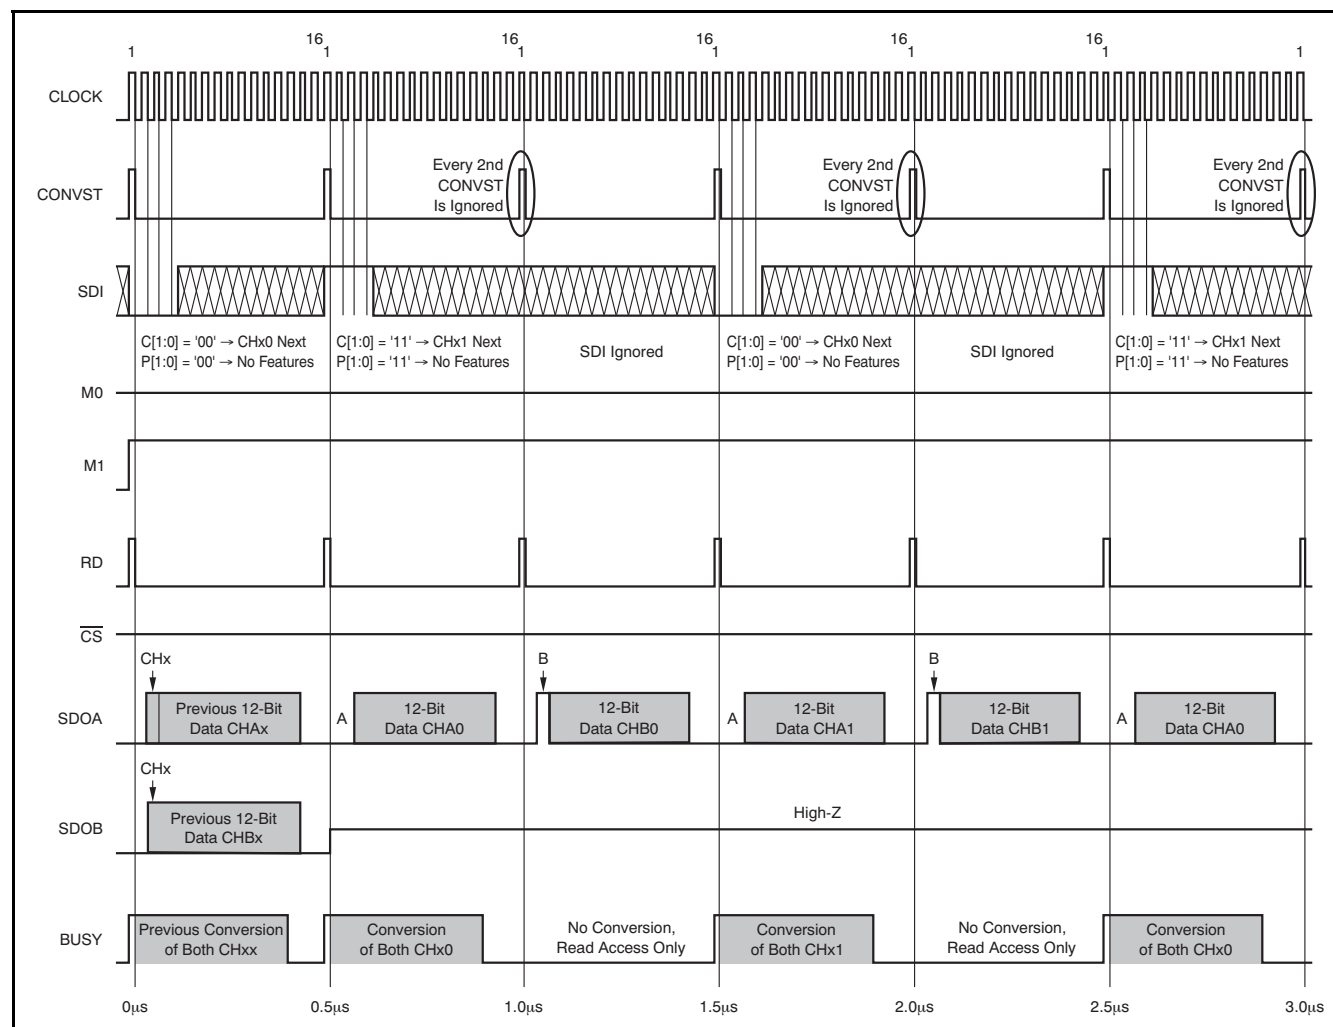 1 16 1 16 1 16 1 16 1 16 1 1
CLOCK
CONVST
Every 2nd
CONVST
Is Ignored
Every 2nd
CONVST
Is Ignored
Every 2nd
CONVST
Is Ignored
SDI
C[1:0] = '00' → CHx0 Next
P[1:0] = '00' → No Features
C[1:0] = '11' → CHx1 Next
P[1:0] = '11' → No Features
SDI Ignored
C[1:0] = '00' → CHx0 Next
P[1:0] = '00' → No Features
SDI Ignored
C[1:0] = '11' → CHx1 Next
P[1:0] = '11' → No Features
M0
M1
RD
CS
CHx
B
B
SDOA
Previous 12-Bit
Data CHAx
A
12-Bit
Data CHA0
12-Bit
Data CHB0
A
12-Bit
Data CHA1
12-Bit
Data CHB1
A
12-Bit
Data CHA0
CHx
SDOB
Previous 12-Bit
Data CHBx
High-Z
BUSY
Previous Conversion
of Both CHxx
Conversion
of Both CHx0
No Conversion,
Read Access Only
Conversion
of Both CHx1
No Conversion,
Read Access Only
Conversion
of Both CHx0
0μs 0.5μs 1.0μs 1.5μs 2.0μs 2.5μs 3.0μs